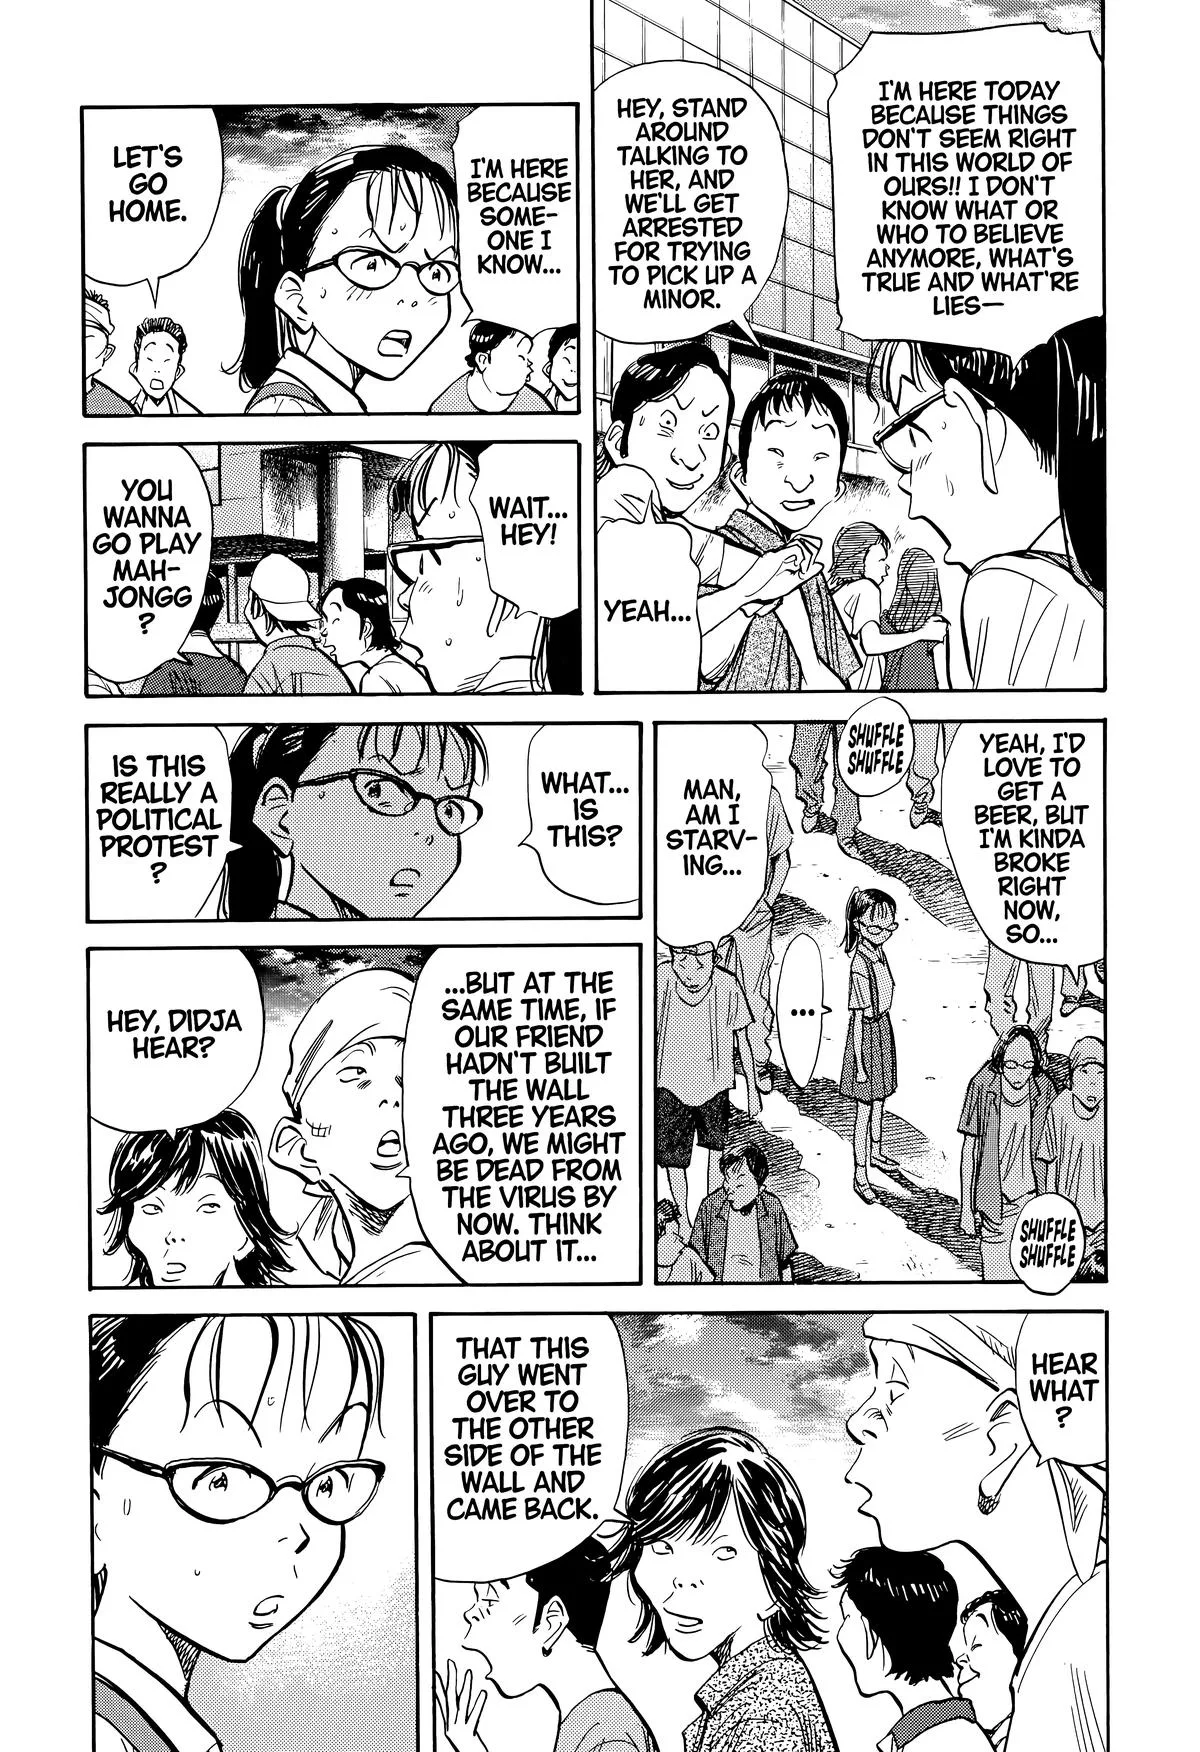 I'M HERE TODAY
BECAUSE THINGS
DON'T SEEM RIGHT
IN THIS WORLD OF
OURS!! I DON'T
KNOW WHAT OR
WHO TO BELIEVE
ANYMORE, WHAT'S
TRUE AND WHAT'RE
LIES—
HEY, STAND
AROUND
TALKING TO
HER, AND
WE'LL GET
ARRESTED
FOR TRYING
TO PICK UP A
MINOR.
YEAH...
I'M HERE
BECAUSE
SOME-
ONE I
KNOW...
LET'S
GO
HOME.
WAIT...
HEY!
YOU
WANNA
GO PLAY
MAH-
JONGG
?
YEAH, I'D
LOVE TO
GET A
BEER, BUT
I'M KINDA
BROKE
RIGHT
NOW,
SO...
SHUFFLE
SHUFFLE
MAN,
AM I
STARV-
ING...
...
SHUFFLE
SHUFFLE
WHAT...
IS
THIS?
IS THIS
REALLY A
POLITICAL
PROTEST
?
...BUT AT THE
SAME TIME, IF
OUR FRIEND
HADN'T BUILT
THE WALL
THREE YEARS
AGO, WE MIGHT
BE DEAD FROM
THE VIRUS BY
NOW. THINK
ABOUT IT...
HEY, DIDJA
HEAR?
HEAR
WHAT
?
THAT THIS
GUY WENT
OVER TO
THE OTHER
SIDE OF THE
WALL AND
CAME BACK.